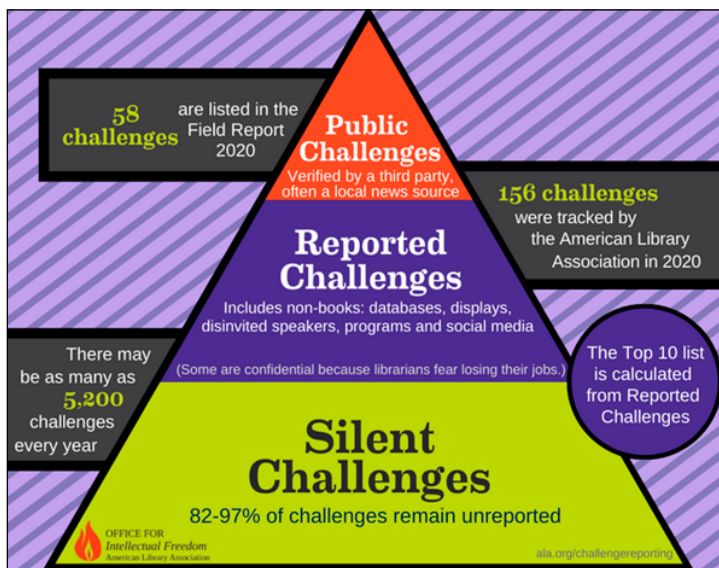 58 challenges are listed in the Field Report 2020
Public
Challenges
Verified by a third party,
often a local news source
156 challenges
were tracked by
the American Library
Association in 2020
Reported
Challenges
Includes non-books: databases, displays,
disinvited speakers, programs and social media
(Some are confidential because librarians fear losing their jobs.)
There may
be as many as
5,200
challenges
every year
The Top 10 list
is calculated
from Reported
Challenges
Silent
Challenges
82-97% of challenges remain unreported
OFFICE FOR
Intellectual Freedom
American Library Association
ala.org/challengereporting